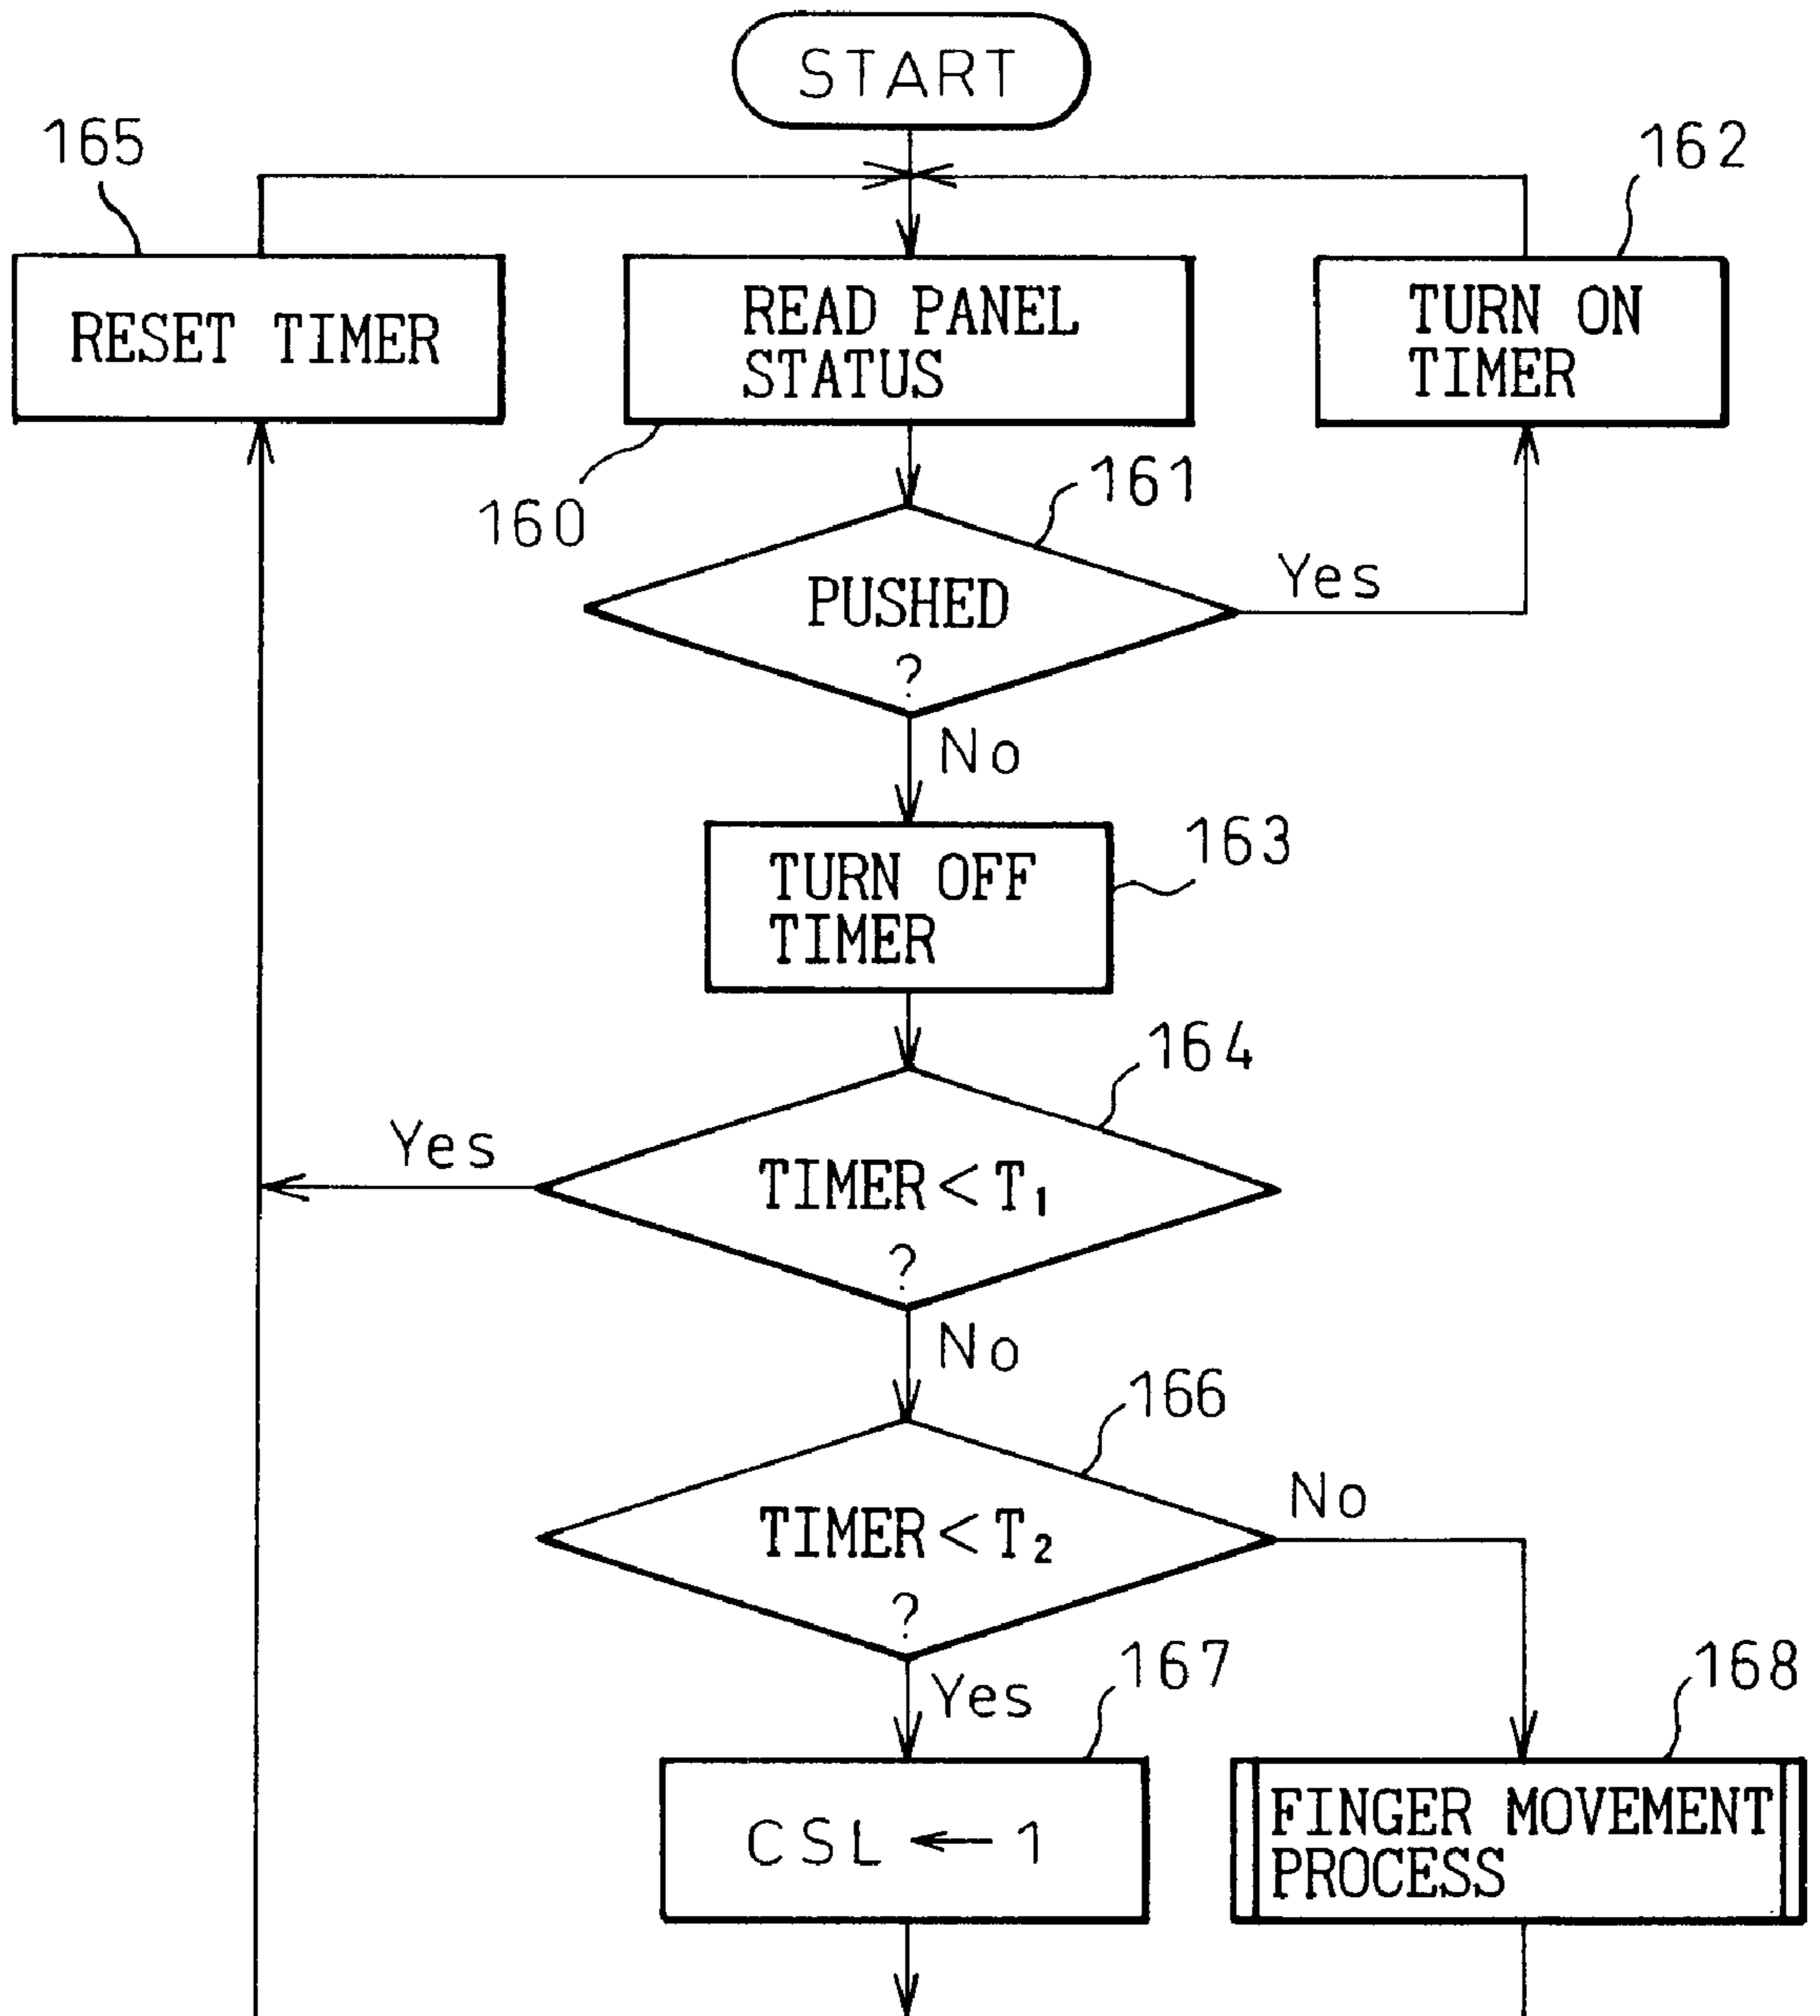 START
165
162
RESET TIMER
READ PANEL
STATUS
TURN ON
TIMER
160
161
PUSHED
?
Yes
No
TURN OFF
TIMER
163
164
Yes
TIMER < T₁
?
No
166
TIMER < T₂
?
No
Yes
167
168
CSL ← 1
FINGER MOVEMENT
PROCESS